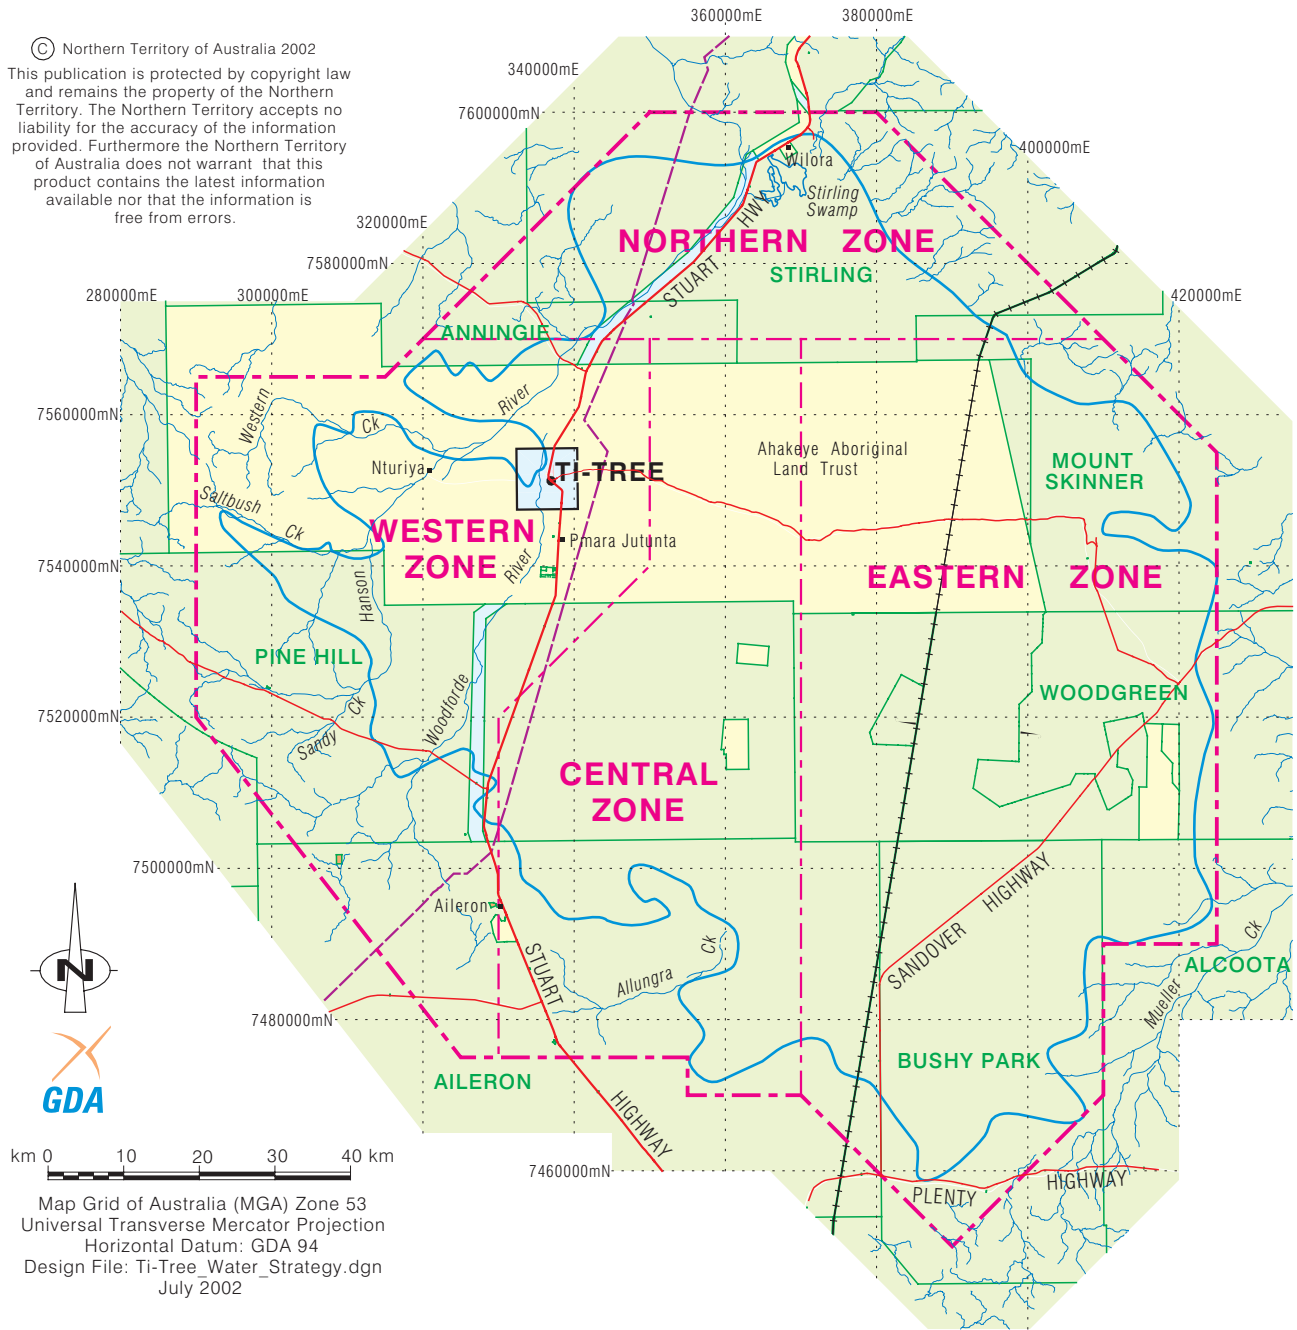 360000mE
380000mE
© Northern Territory of Australia 2002
This publication is protected by copyright law
and remains the property of the Northern
Territory. The Northern Territory accepts no
liability for the accuracy of the information
provided. Furthermore the Northern Territory
of Australia does not warrant that this
product contains the latest information
available nor that the information is
free from errors.
340000mE
7600000mN
400000mE
Wilora
Stirling
Swamp
320000mE
HWY
NORTHERN ZONE
7580000mN
STIRLING
STUART
280000mE
300000mE
420000mE
ANNINGIE
River
Western
7560000mN
Ck
Ahakeye Aboriginal
Land Trust
Nturiya
TI-TREE
MOUNT
SKINNER
Saltbush
Ck
WESTERN
ZONE
Pmara Jutunta
River
7540000mN
EASTERN ZONE
Hanson
PINE HILL
WOODGREEN
Woodforde
Ck
7520000mN
Sandy
CENTRAL
ZONE
7500000mN
HIGHWAY
Aileron
SANDOVER
Ck
Ck
STUART
ALCOOTA
N
Allungra
Mueller
7480000mN
BUSHY PARK
AILERON
GDA
HIGHWAY
km 0 10 20 30 40 km
7460000mN
HIGHWAY
PLENTY
Map Grid of Australia (MGA) Zone 53
Universal Transverse Mercator Projection
Horizontal Datum: GDA 94
Design File: Ti-Tree_Water_Strategy.dgn
July 2002